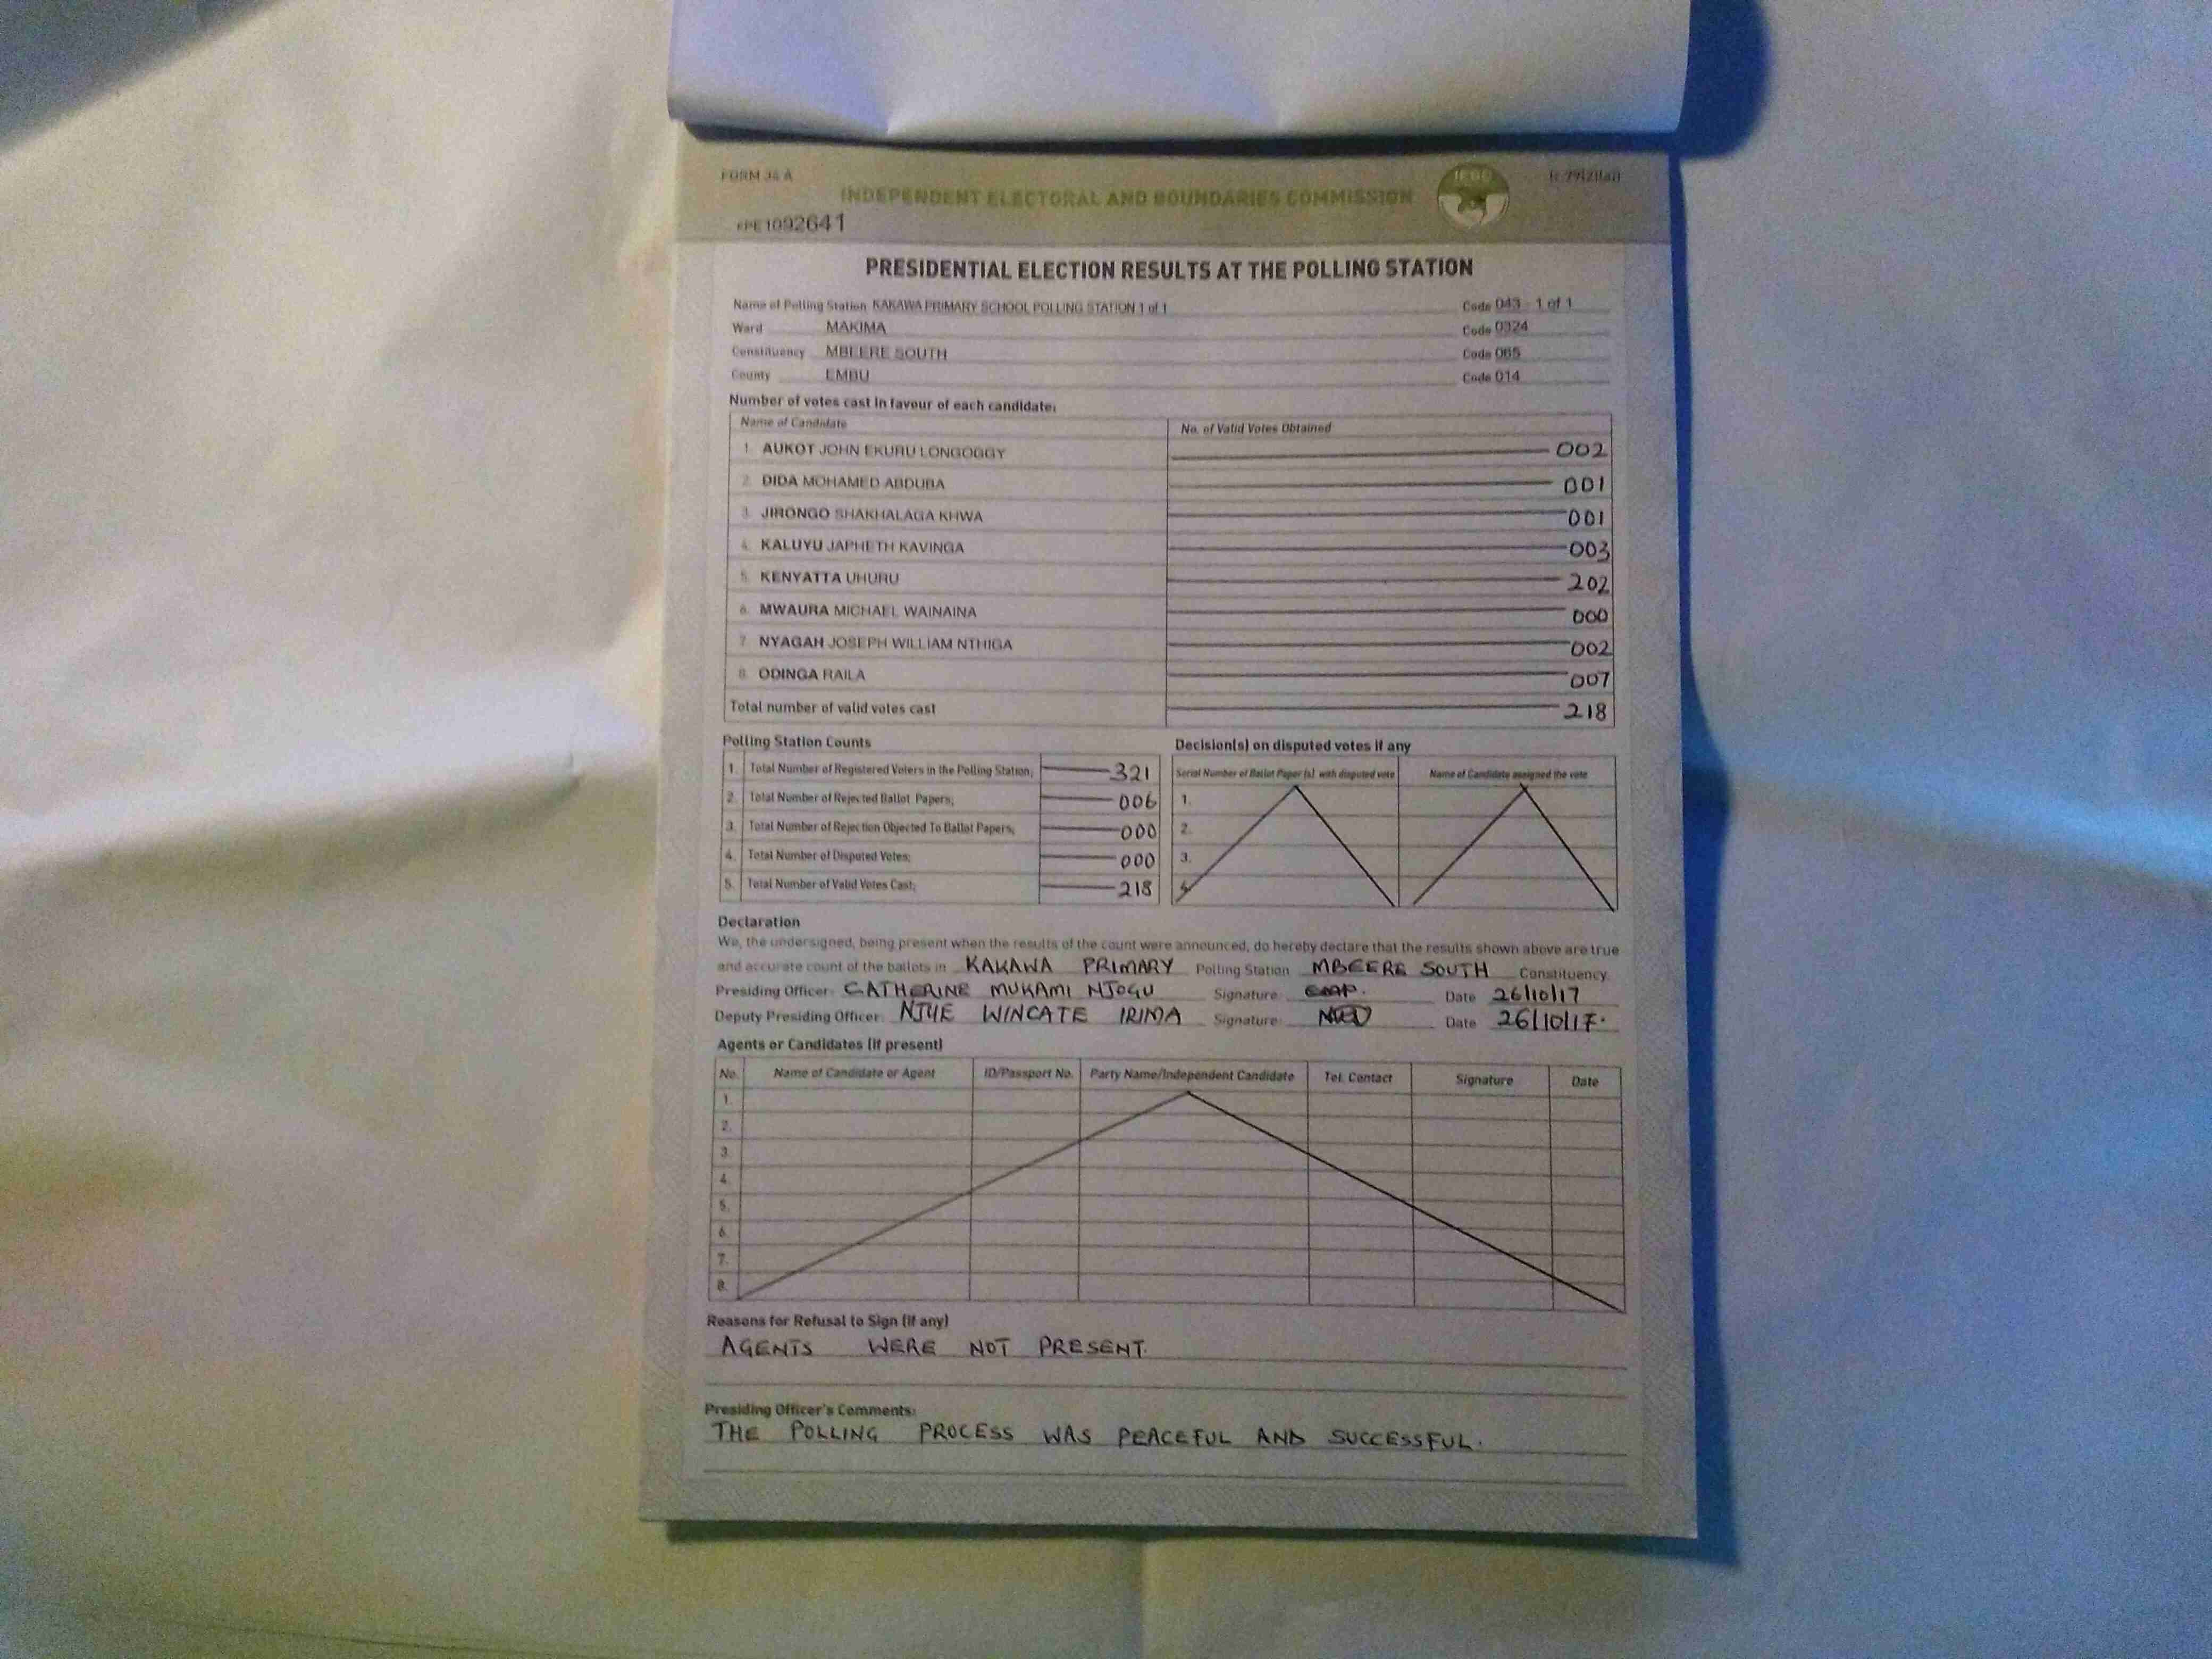 FORM 34 A
R. 79(2)(a)
INDEPENDENT ELECTORAL AND BOUNDARIES COMMISSION
IEBC
1092641
PRESIDENTIAL ELECTION RESULTS AT THE POLLING STATION
Name of Polling Station KAKAWA PRIMARY SCHOOL POLLING STATION 1 of 1 Code 043 - 1 of 1
Ward MAKIMA Code 0324
Constituency MBEERE SOUTH Code 065
County EMBU Code 014
Number of votes cast in favour of each candidate:
Name of Candidate No. of Valid Votes Obtained
1. AUKOT JOHN EKURU LONGOGGY 002
2. DIDA MOHAMED ABDUBA 001
3. JIRONGO SHAKHALAGA KHWA 001
4. KALUYU JAPHETH KAVINGA 003
5. KENYATTA UHURU 202
6. MWAURA MICHAEL WAINAINA 000
7. NYAGAH JOSEPH WILLIAM NTHIGA 002
8. ODINGA RAILA 007
Total number of valid votes cast 218
Polling Station Counts
1. Total Number of Registered Voters in the Polling Station; 321
2. Total Number of Rejected Ballot Papers; 006
3. Total Number of Rejection Objected To Ballot Papers; 000
4. Total Number of Disputed Votes; 000
5. Total Number of Valid Votes Cast; 218
Decision(s) on disputed votes if any
Serial Number of Ballot Paper (s) with disputed vote Name of Candidate assigned the vote
1.
2.
3.
4.
Declaration
We, the undersigned, being present when the results of the count were announced, do hereby declare that the results shown above are true
and accurate count of the ballots in KAKAWA PRIMARY Polling Station MBEERE SOUTH Constituency.
Presiding Officer: CATHERINE MUKAMI NJOGU Signature: Date 26/10/17
Deputy Presiding Officer: NJUE WINCATE IRIMA Signature: Date 26/10/17.
Agents or Candidates (if present)
No. Name of Candidate or Agent ID/Passport No. Party Name/Independent Candidate Tel. Contact Signature Date
1.
2.
3.
4.
5.
6.
7.
8.
Reasons for Refusal to Sign (if any)
AGENTS WERE NOT PRESENT.
Presiding Officer's Comments:
THE POLLING PROCESS WAS PEACEFUL AND SUCCESSFUL.